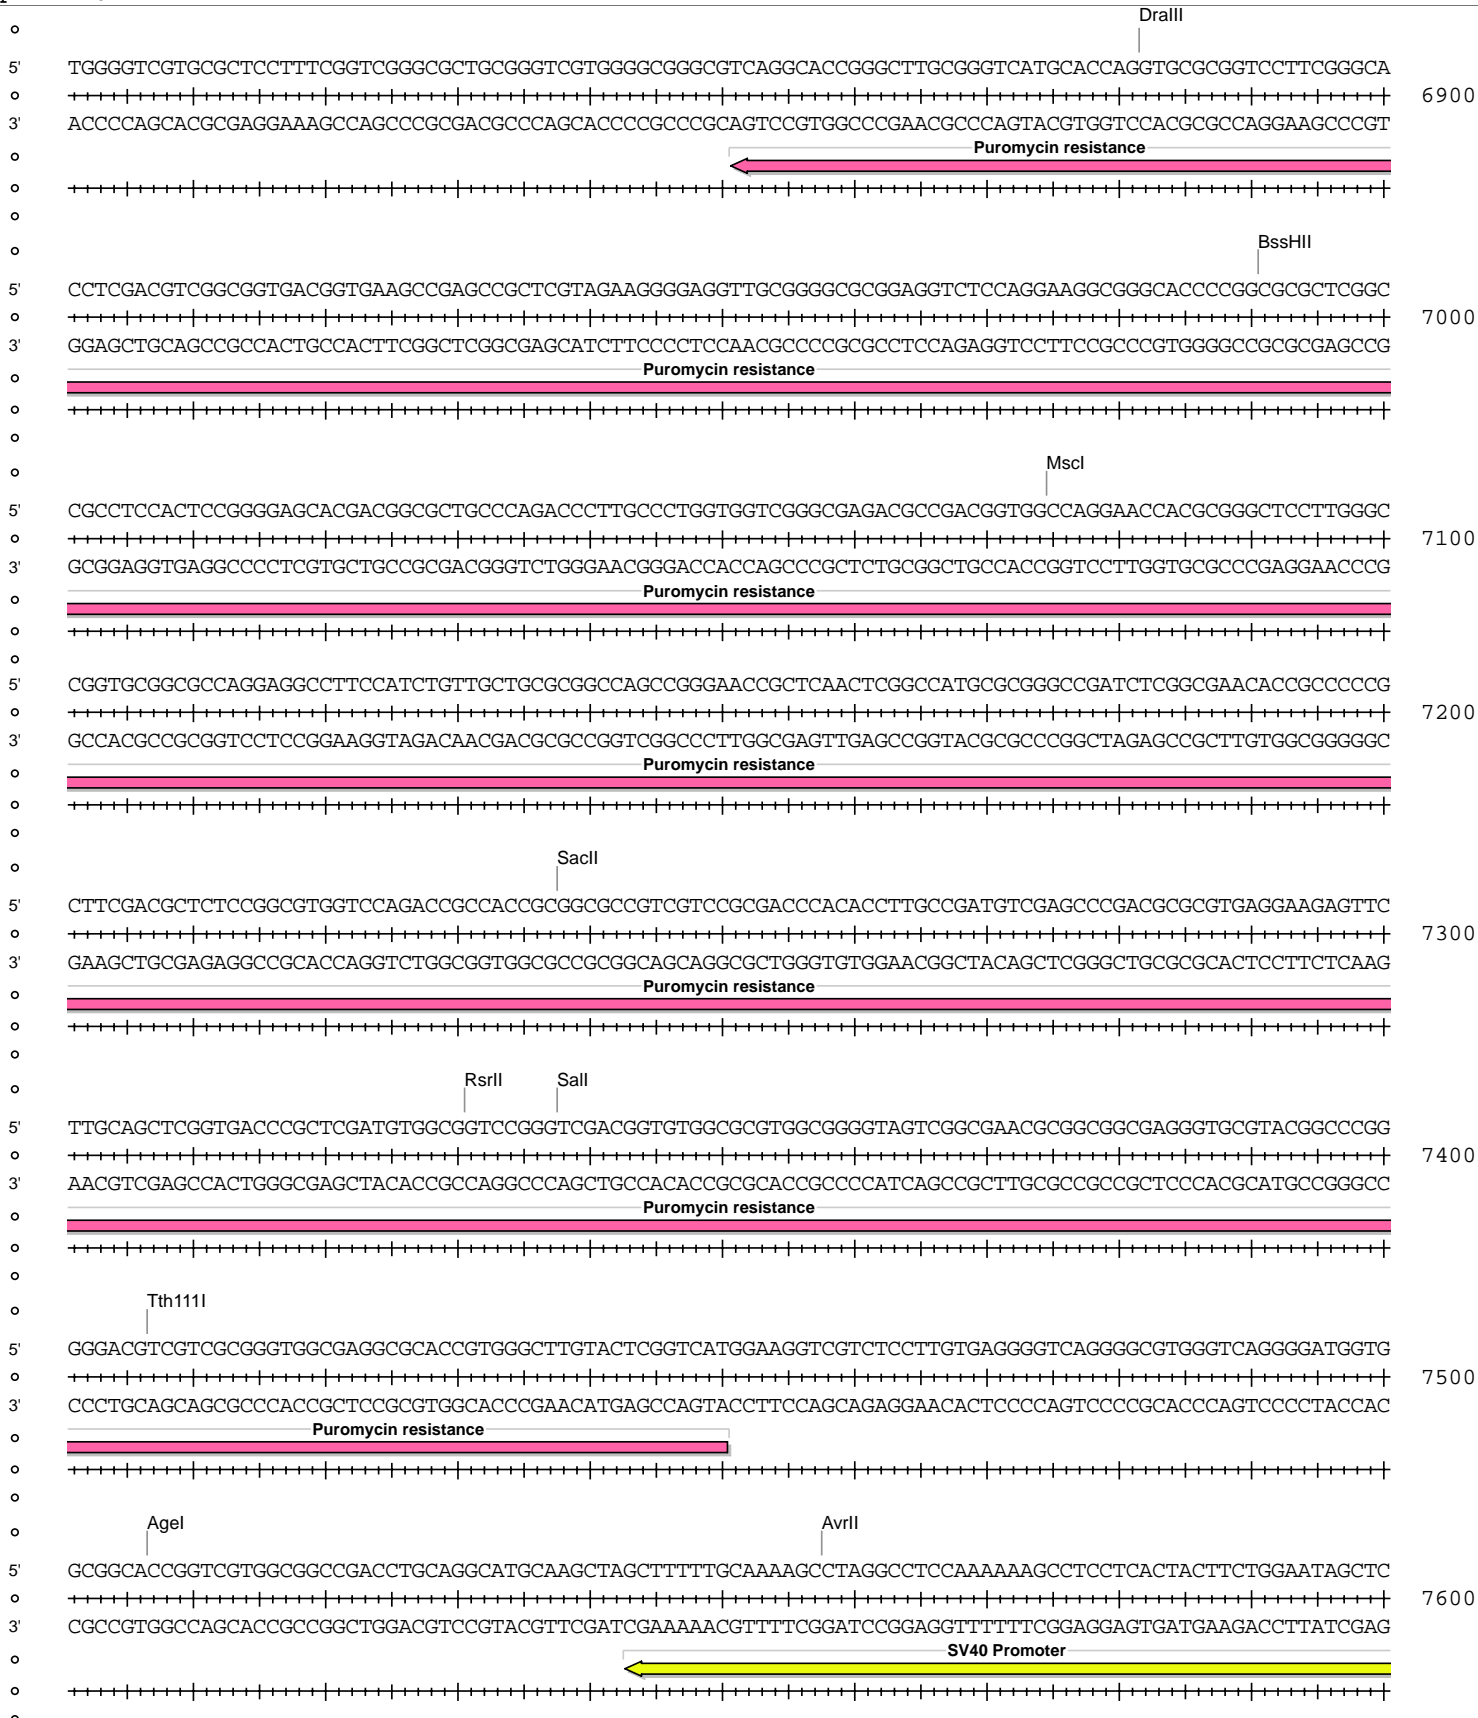 DraIII
5' TGGGGTCGTGCGCTCCTTTCGGTCGGGCGCTGCGGGTCGTGGGGCGGGCGTCAGGCACCGGGCTTGCGGGTCATGCACCAGGTGCGCGGTCCTTCGGGCA
6900
3' ACCCCAGCACGCGAGGAAAGCCAGCCCGCGACGCCCAGCACCCCGCCCGCAGTCCGTGGCCCGAACGCCCAGTACGTGGTCCACGCGCCAGGAAGCCCGT
Puromycin resistance
BssHII
5' CCTCGACGTCGGCGGTGACGGTGAAGCCGAGCCGCTCGTAGAAGGGGAGGTTGCGGGGCGCGGAGGTCTCCAGGAAGGCGGGCACCCCGGCGCGCTCGGC
7000
3' GGAGCTGCAGCCGCCACTGCCACTTCGGCTCGGCGAGCATCTTCCCCTCCAACGCCCCGCGCCTCCAGAGGTCCTTCCGCCCGTGGGGCCGCGCGAGCCG
Puromycin resistance
MscI
5' CGCCTCCACTCCGGGGAGCACGACGGCGCTGCCCAGACCCTTGCCCTGGTGGTCGGGCGAGACGCCGACGGTGGCCAGGAACCACGCGGGCTCCTTGGGC
7100
3' GCGGAGGTGAGGCCCCTCGTGCTGCCGCGACGGGTCTGGGAACGGGACCACCAGCCCGCTCTGCGGCTGCCACCGGTCCTTGGTGCGCCCGAGGAACCCG
Puromycin resistance
5' CGGTGCGGCGCCAGGAGGCCTTCCATCTGTTGCTGCGCGGCCAGCCGGGAACCGCTCAACTCGGCCATGCGCGGGCCGATCTCGGCGAACACCGCCCCCG
7200
3' GCCACGCCGCGGTCCTCCGGAAGGTAGACAACGACGCGCCGGTCGGCCCTTGGCGAGTTGAGCCGGTACGCGCCCGGCTAGAGCCGCTTGTGGCGGGGGC
Puromycin resistance
SacII
5' CTTCGACGCTCTCCGGCGTGGTCCAGACCGCCACCGCGGCGCCGTCGTCCGCGACCCACACCTTGCCGATGTCGAGCCCGACGCGCGTGAGGAAGAGTTC
7300
3' GAAGCTGCGAGAGGCCGCACCAGGTCTGGCGGTGGCGCCGCGGCAGCAGGCGCTGGGTGTGGAACGGCTACAGCTCGGGCTGCGCGCACTCCTTCTCAAG
Puromycin resistance
RsrII SalI
5' TTGCAGCTCGGTGACCCGCTCGATGTGGCGGTCCGGGTCGACGGTGTGGCGCGTGGCGGGGTAGTCGGCGAACGCGGCGGCGAGGGTGCGTACGGCCCGG
7400
3' AACGTCGAGCCACTGGGCGAGCTACACCGCCAGGCCCAGCTGCCACACCGCGCACCGCCCCATCAGCCGCTTGCGCCGCCGCTCCCACGCATGCCGGGCC
Puromycin resistance
Tth111I
5' GGGACGTCGTCGCGGGTGGCGAGGCGCACCGTGGGCTTGTACTCGGTCATGGAAGGTCGTCTCCTTGTGAGGGGTCAGGGGCGTGGGTCAGGGGATGGTG
7500
3' CCCTGCAGCAGCGCCCACCGCTCCGCGTGGCACCCGAACATGAGCCAGTACCTTCCAGCAGAGGAACACTCCCCAGTCCCCGCACCCAGTCCCCTACCAC
Puromycin resistance
AgeI AvrII
5' GCGGCACCGGTCGTGGCGGCCGACCTGCAGGCATGCAAGCTAGCTTTTTGCAAAAGCCTAGGCCTCCAAAAAAGCCTCCTCACTACTTCTGGAATAGCTC
7600
3' CGCCGTGGCCAGCACCGCCGGCTGGACGTCCGTACGTTCGATCGAAAAACGTTTTCGGATCCGGAGGTTTTTTCGGAGGAGTGATGAAGACCTTATCGAG
SV40 Promoter